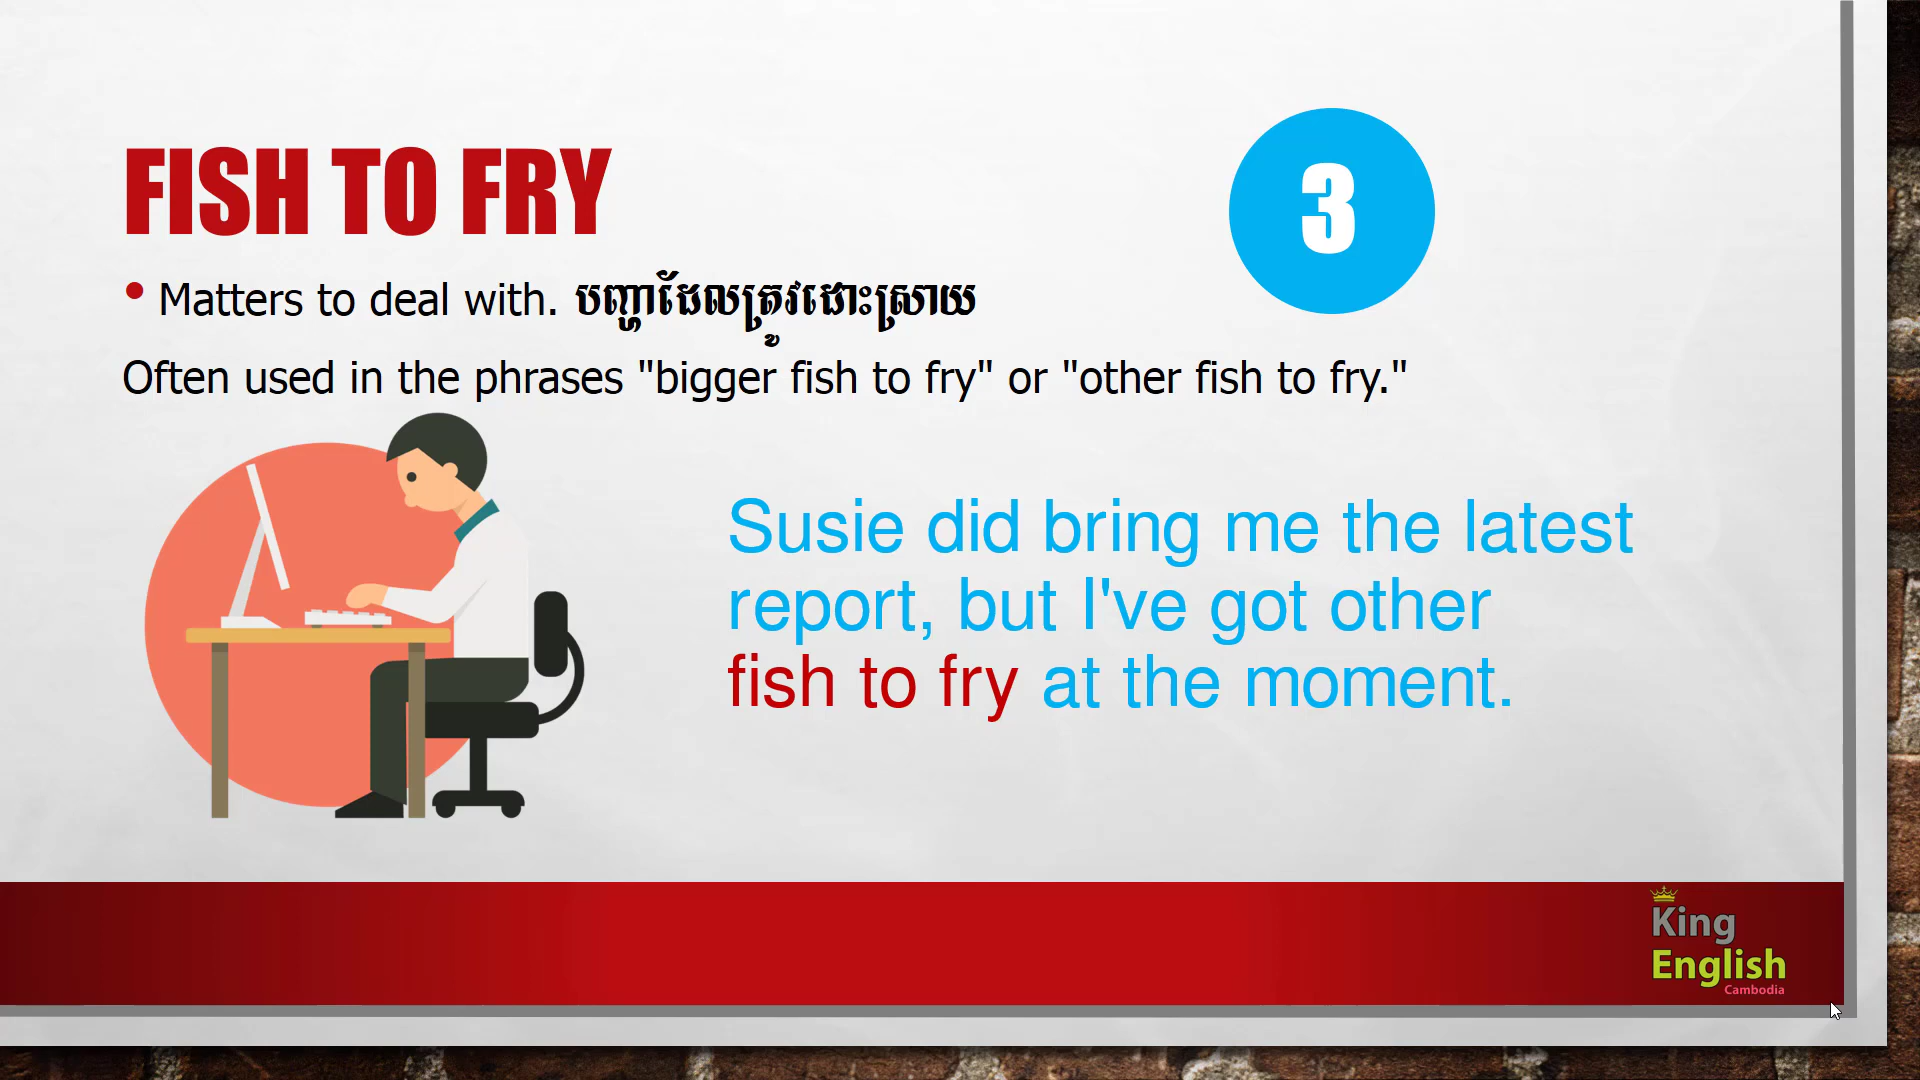 FISH TO FRY
3
• Matters to deal with. បញ្ហាដែលត្រូវដោះស្រាយ
Often used in the phrases "bigger fish to fry" or "other fish to fry."
Susie did bring me the latest
report, but I've got other
fish to fry at the moment.
King
English
Cambodia